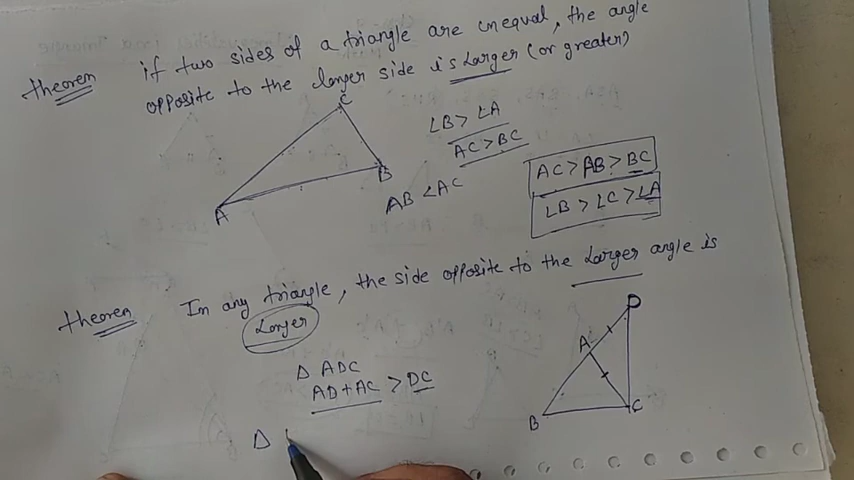 theorem if two sides of a triangle are unequal, the angle
opposite to the longer side is Larger (or greater)
C
A
B
∠B > ∠A
AC > BC
AB < AC
AC > AB > BC
∠B > ∠C > ∠A
theorem In any triangle, the side opposite to the Larger angle is
Longer
Δ ADC
AD + AC > DC
Δ
D
A
B
C